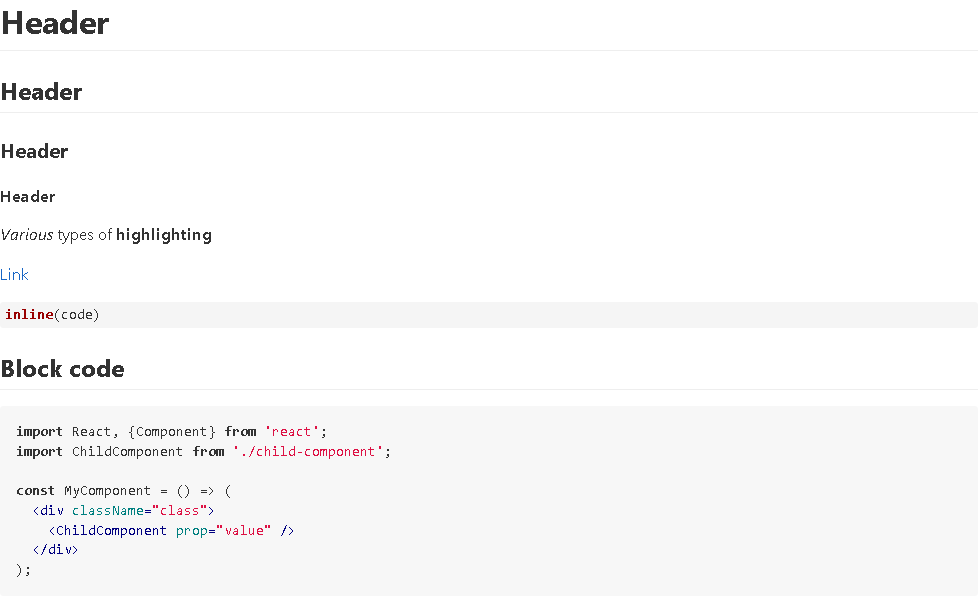 Header
Header
Header
Header
Various types of highlighting
Link
inline(code)
Block code
import React, {Component} from 'react';
import ChildComponent from './child-component';
const MyComponent = () => (
  <div className="class">
    <ChildComponent prop="value" />
  </div>
);